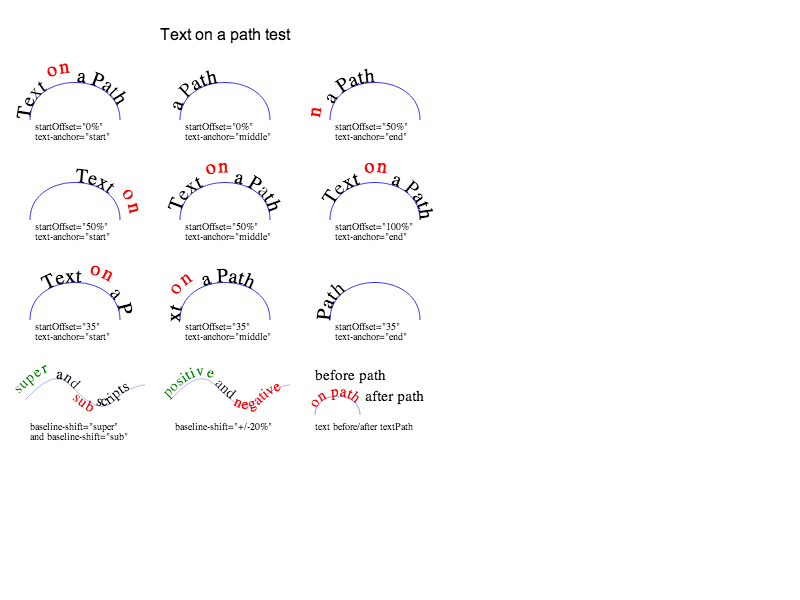 Text on a path test
Text on a Path
a Path
n a Path
startOffset="0%"
text-anchor="start"
startOffset="0%"
text-anchor="middle"
startOffset="50%"
text-anchor="end"
Text on
Text on a Path
Text on a Path
startOffset="50%"
text-anchor="start"
startOffset="50%"
text-anchor="middle"
startOffset="100%"
text-anchor="end"
Text on a P
xt on a Path
Path
startOffset="35"
text-anchor="start"
startOffset="35"
text-anchor="middle"
startOffset="35"
text-anchor="end"
super and sub scripts
positive and negative
before path
on path after path
baseline-shift="super"
and baseline-shift="sub"
baseline-shift="+/-20%"
text before/after textPath